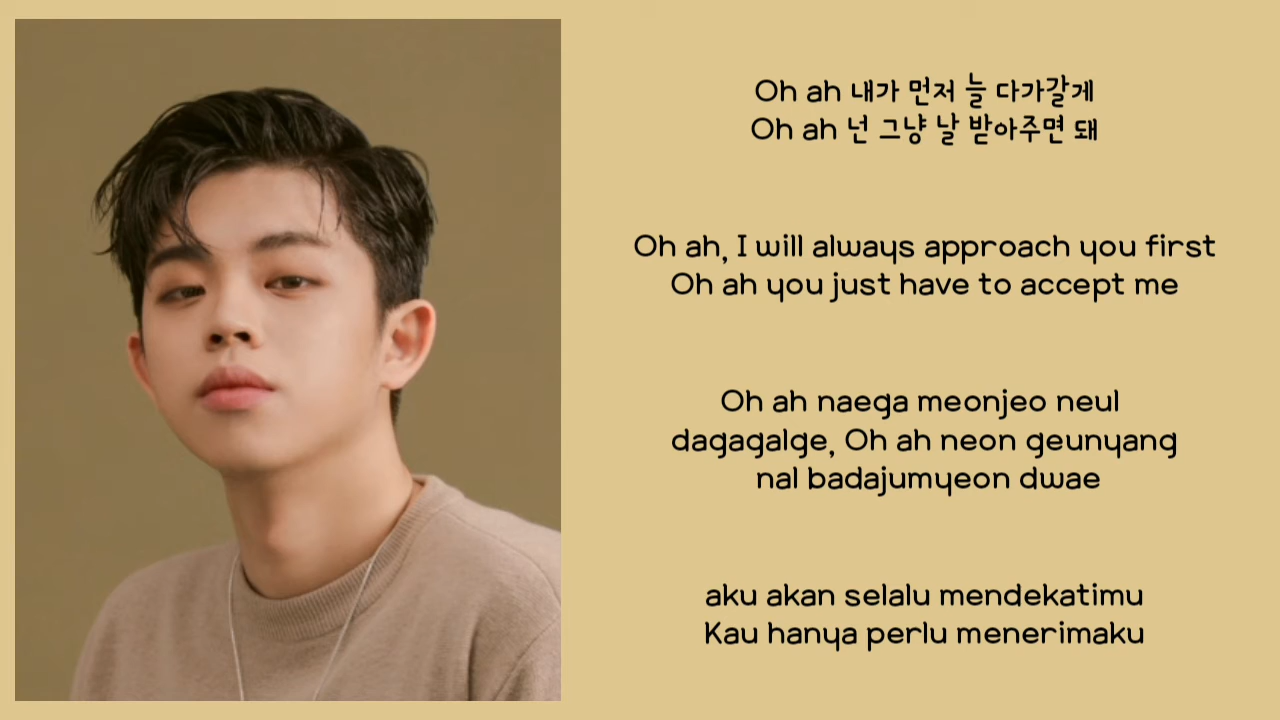 Oh ah 내가 먼저 늘 다가갈게
Oh ah 넌 그냥 날 받아주면 돼
Oh ah, I will always approach you first
Oh ah you just have to accept me
Oh ah naega meonjeo neul
dagagalge, Oh ah neon geunyang
nal badajumyeon dwae
aku akan selalu mendekatimu
Kau hanya perlu menerimaku